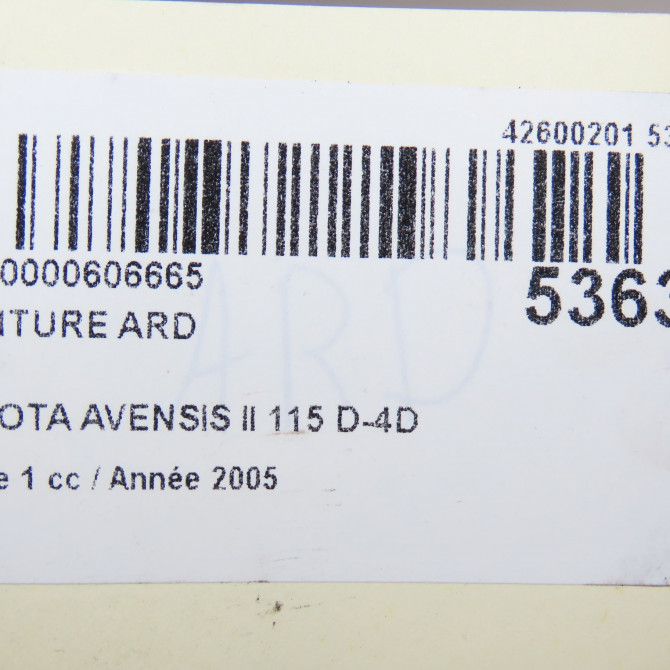 42600201 53
0000606665
5363
NTURE ARD
ARD
OTA AVENSIS II 115 D-4D
e 1 cc / Année 2005